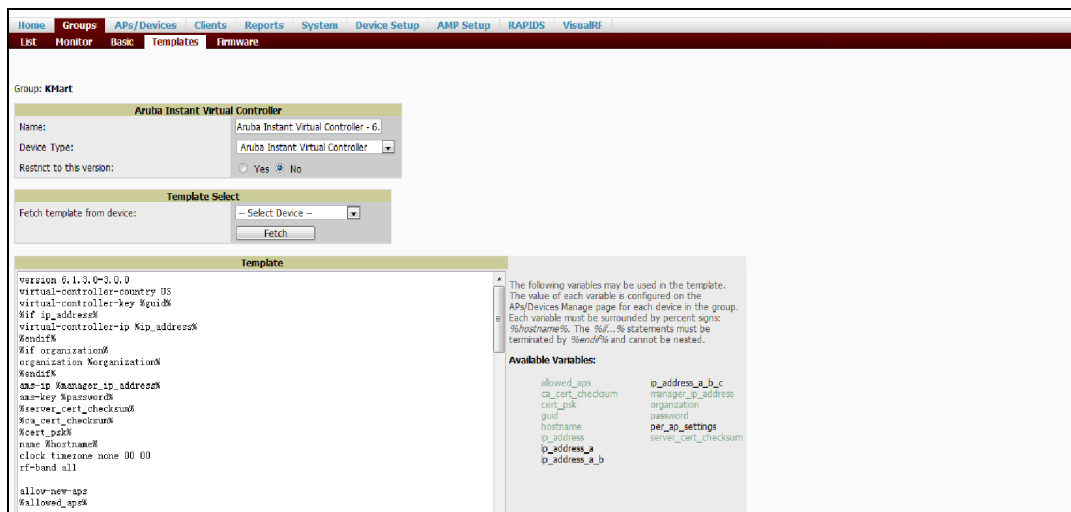 Home Groups APs/Devices Clients Reports System Device Setup AMP Setup RAPIDS VisualRF
List Monitor Basic Templates Firmware
Group: KMart
Aruba Instant Virtual Controller
Name: Aruba Instant Virtual Controller - 6.
Device Type: Aruba Instant Virtual Controller
Restrict to this version: Yes No
Template Select
Fetch template from device: -- Select Device --
Fetch
Template
version 6.1.3.0-3.0.0
virtual-controller-country US
virtual-controller-key %guid%
%if ip_address%
virtual-controller-ip %ip_address%
%endif%
%if organization%
organization %organization%
%endif%
ams-ip %manager_ip_address%
ams-key %password%
%server_cert_checksum%
%ca_cert_checksum%
%cert_psk%
name %hostname%
clock timezone none 00 00
rf-band all
allow-new-aps
%allowed_aps%
The following variables may be used in the template.
The value of each variable is configured on the
APs/Devices Manage page for each device in the group.
Each variable must be surrounded by percent signs:
%hostname%. The %if...% statements must be
terminated by %endif% and cannot be nested.
Available Variables:
allowed_aps
ca_cert_checksum
cert_psk
guid
hostname
ip_address
ip_address_a
ip_address_a_b
ip_address_a_b_c
manager_ip_address
organization
password
per_ap_settings
server_cert_checksum